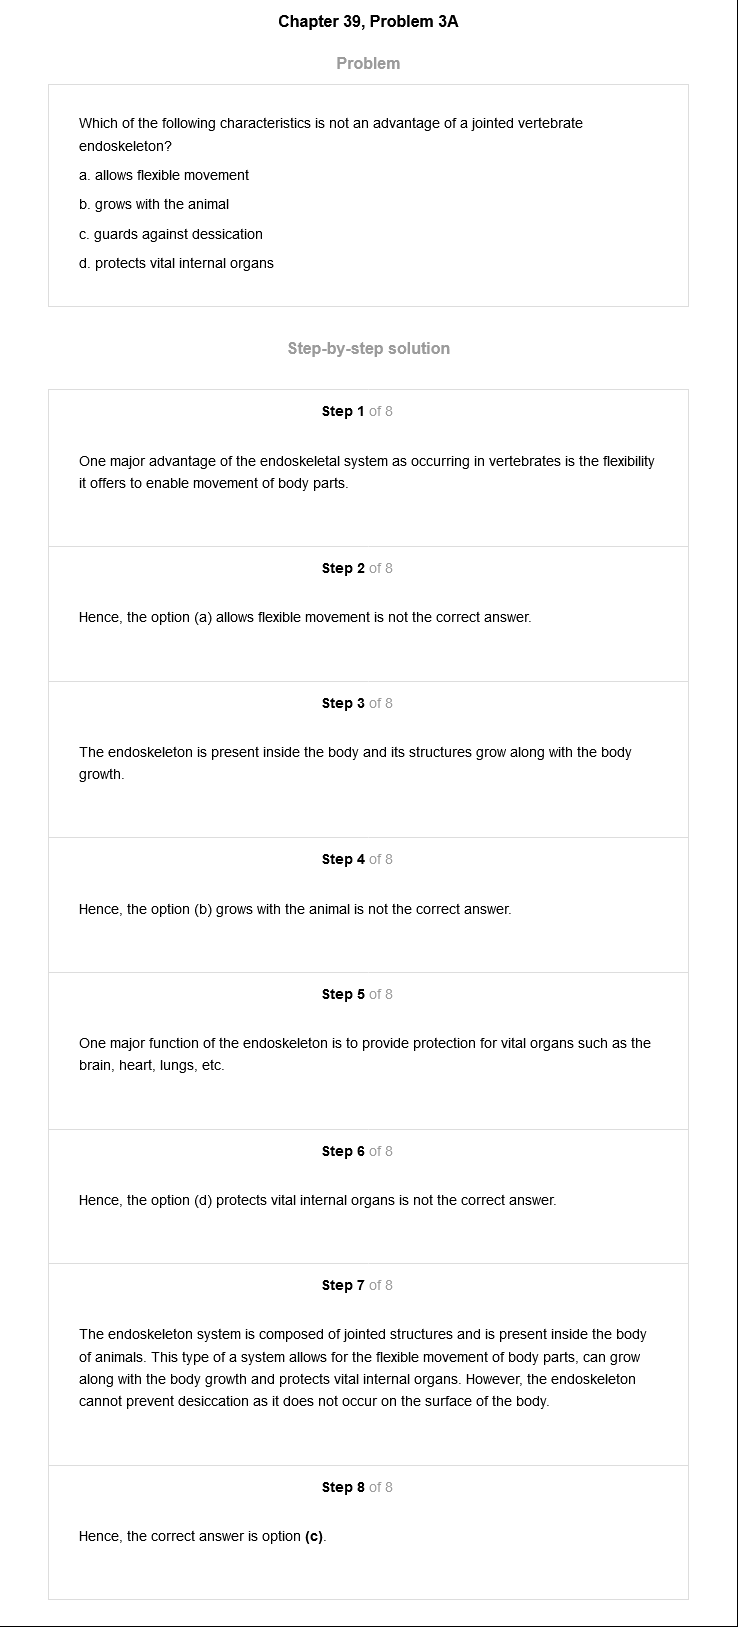 Chapter 39, Problem 3A
Problem
Which of the following characteristics is not an advantage of a jointed vertebrate
endoskeleton?
a. allows flexible movement
b. grows with the animal
c. guards against dessication
d. protects vital internal organs
Step-by-step solution
Step 1 of 8
One major advantage of the endoskeletal system as occurring in vertebrates is the flexibility
it offers to enable movement of body parts.
Step 2 of 8
Hence, the option (a) allows flexible movement is not the correct answer.
Step 3 of 8
The endoskeleton is present inside the body and its structures grow along with the body
growth.
Step 4 of 8
Hence, the option (b) grows with the animal is not the correct answer.
Step 5 of 8
One major function of the endoskeleton is to provide protection for vital organs such as the
brain, heart, lungs, etc.
Step 6 of 8
Hence, the option (d) protects vital internal organs is not the correct answer.
Step 7 of 8
The endoskeleton system is composed of jointed structures and is present inside the body
of animals. This type of a system allows for the flexible movement of body parts, can grow
along with the body growth and protects vital internal organs. However, the endoskeleton
cannot prevent desiccation as it does not occur on the surface of the body.
Step 8 of 8
Hence, the correct answer is option (c).